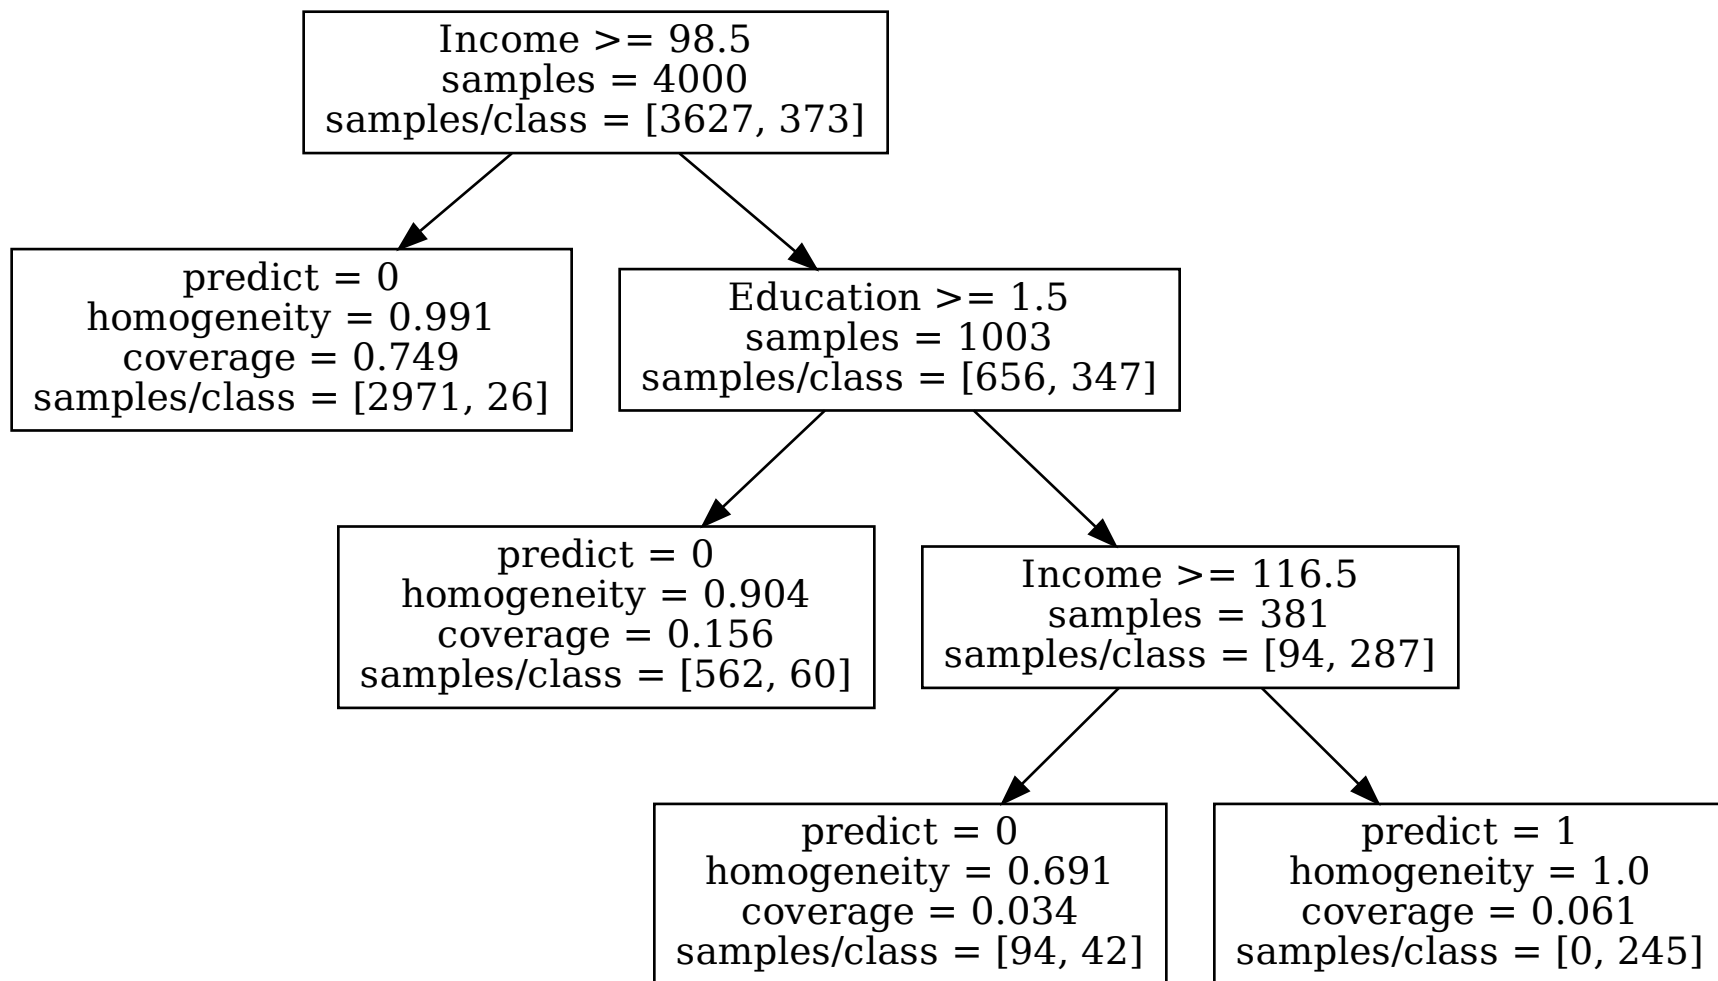 Income >= 98.5
samples = 4000
samples/class = [3627, 373]
predict = 0
homogeneity = 0.991
coverage = 0.749
samples/class = [2971, 26]
Education >= 1.5
samples = 1003
samples/class = [656, 347]
predict = 0
homogeneity = 0.904
coverage = 0.156
samples/class = [562, 60]
Income >= 116.5
samples = 381
samples/class = [94, 287]
predict = 0
homogeneity = 0.691
coverage = 0.034
samples/class = [94, 42]
predict = 1
homogeneity = 1.0
coverage = 0.061
samples/class = [0, 245]